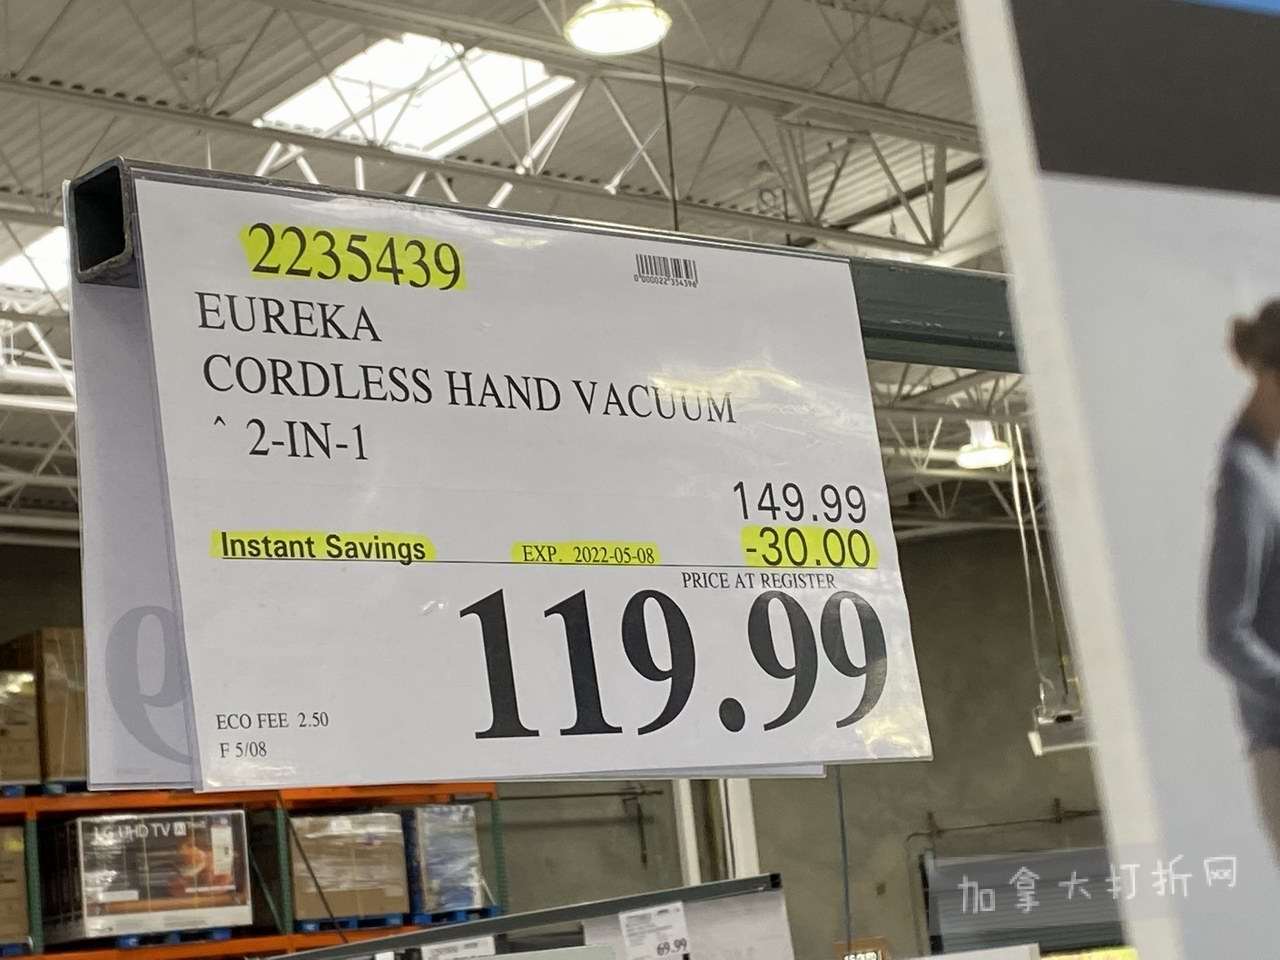 2235439
EUREKA
CORDLESS HAND VACUUM
^ 2-IN-1
149.99
Instant Savings EXP. 2022-05-08 -30.00
PRICE AT REGISTER
119.99
ECO FEE 2.50
F 5/08
LG UHD TV AI
69.99
加拿大打折网